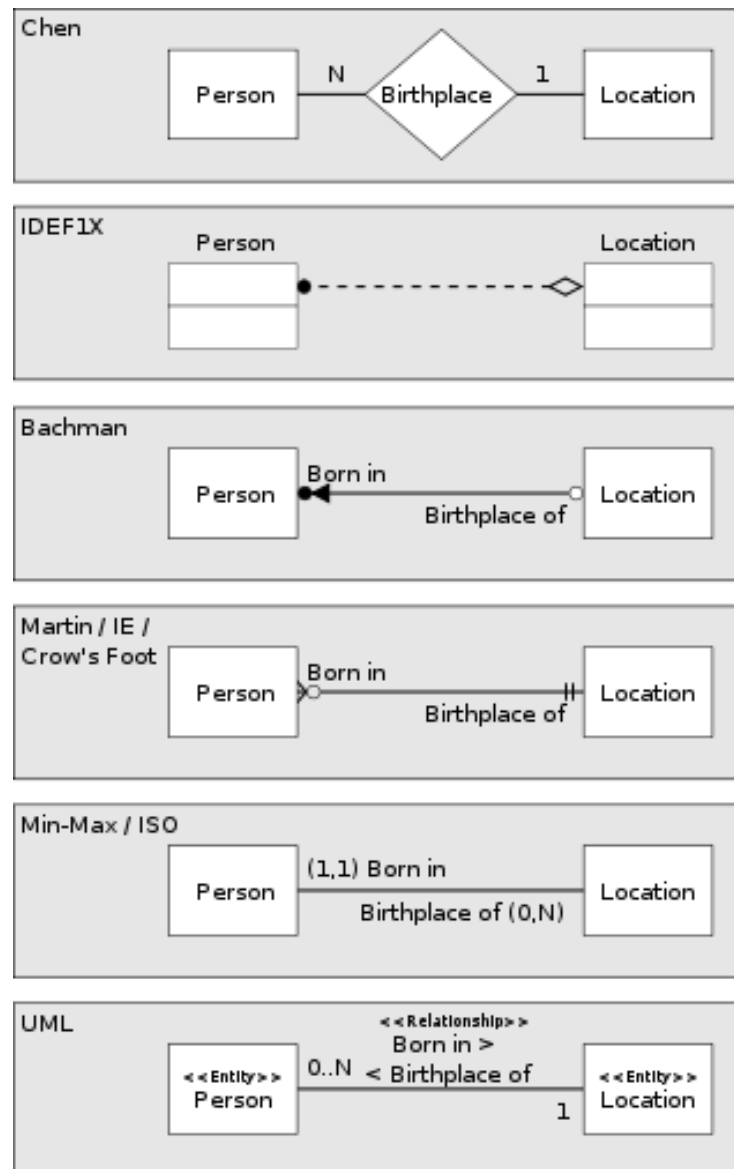 Chen
Person
N
Birthplace
1
Location
IDEF1X
Person
Location
Bachman
Person
Born in
Birthplace of
Location
Martin / IE /
Crow's Foot
Person
Born in
Birthplace of
Location
Min-Max / ISO
Person
(1,1) Born in
Birthplace of (0,N)
Location
UML
<<Entity>>
Person
0..N
<<Relationship>>
Born in >
< Birthplace of
1
<<Entity>>
Location